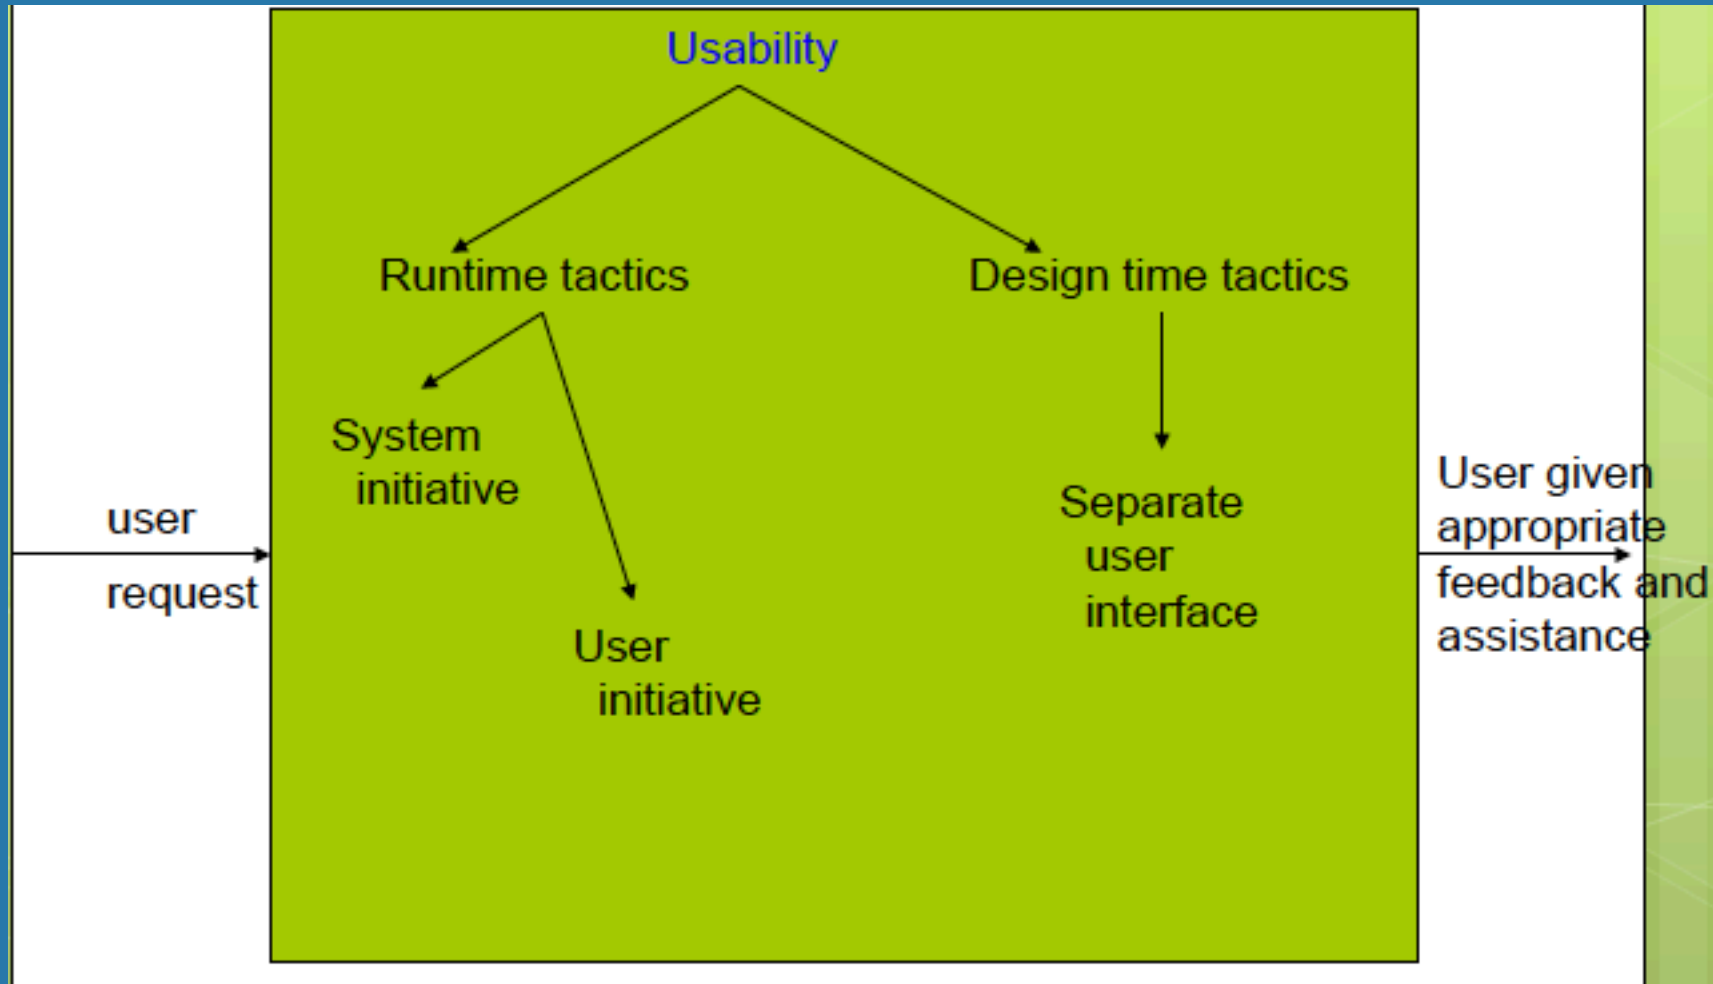 Usability
Runtime tactics
Design time tactics
System
initiative
User
initiative
Separate
user
interface
user
request
User given
appropriate
feedback and
assistance